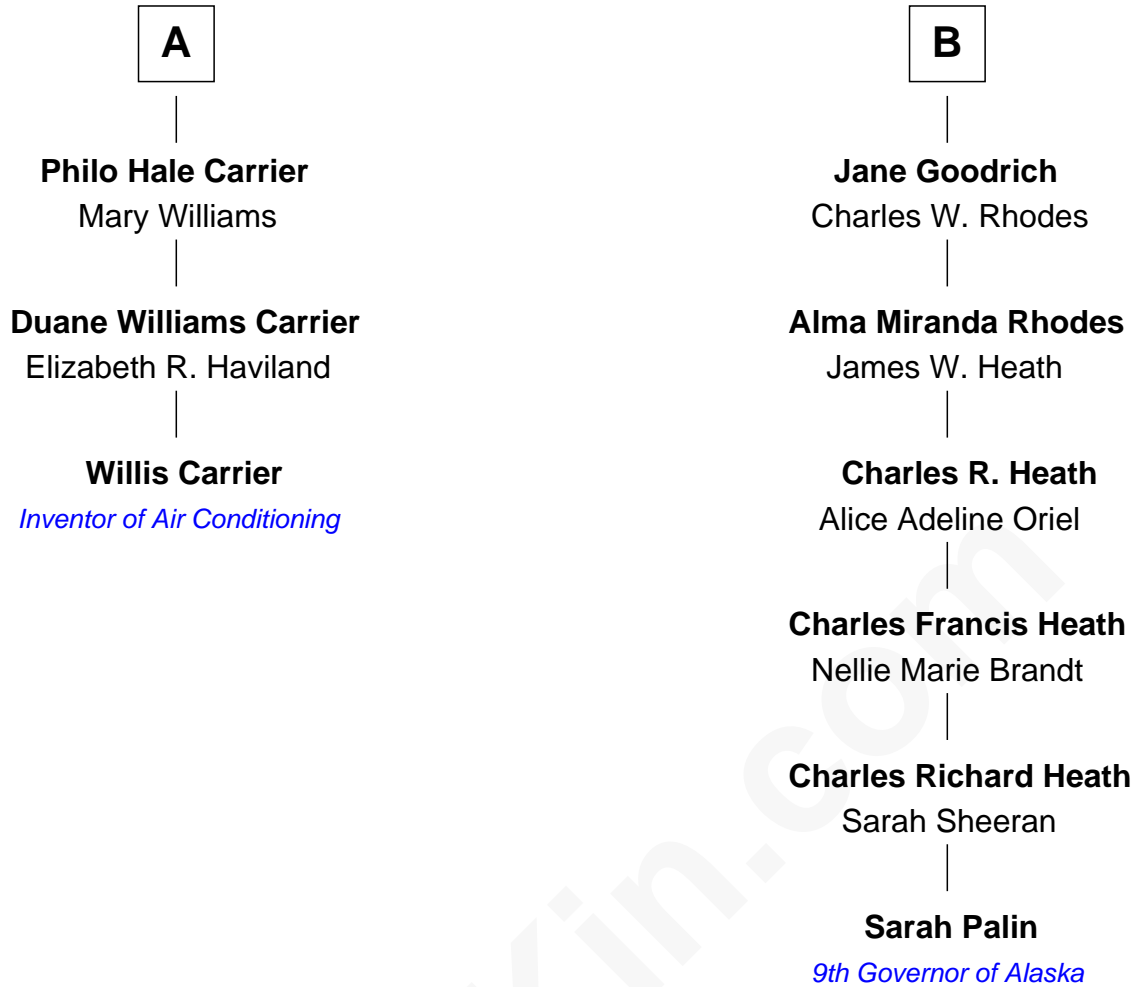 A
Philo Hale Carrier
Mary Williams
Duane Williams Carrier
Elizabeth R. Haviland
Willis Carrier
Inventor of Air Conditioning
B
Jane Goodrich
Charles W. Rhodes
Alma Miranda Rhodes
James W. Heath
Charles R. Heath
Alice Adeline Oriel
Charles Francis Heath
Nellie Marie Brandt
Charles Richard Heath
Sarah Sheeran
Sarah Palin
9th Governor of Alaska
Kin.com